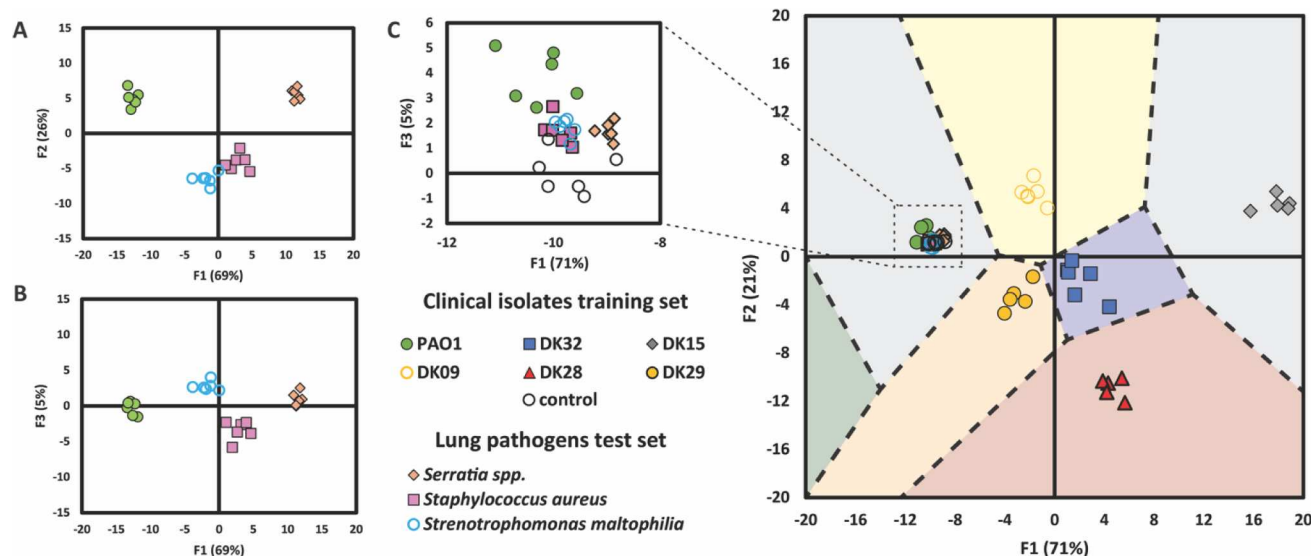 A
F2 (26%)
15
10
5
0
-5
-10
-15
-20 -15 -10 -5 0 5 10 15 20
F1 (69%)
B
F3 (5%)
15
10
5
0
-5
-10
-15
-20 -15 -10 -5 0 5 10 15 20
F1 (69%)
C
F3 (5%)
6
5
4
3
2
1
0
-1
-2
-12 -10 -8
F1 (71%)
Clinical isolates training set
PAO1 DK32 DK15
DK09 DK28 DK29
control
Lung pathogens test set
Serratia spp.
Staphylococcus aureus
Strenotrophomonas maltophilia
F2 (21%)
20
16
12
8
4
0
-4
-8
-12
-16
-20
-20 -16 -12 -8 -4 0 4 8 12 16 20
F1 (71%)